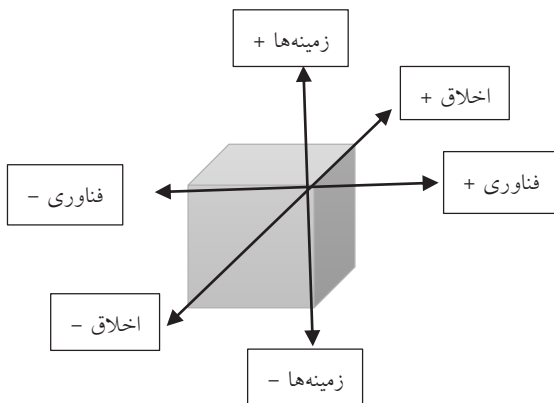 زمینه‌ها +
اخلاق +
فناوری +
فناوری –
اخلاق –
زمینه‌ها –